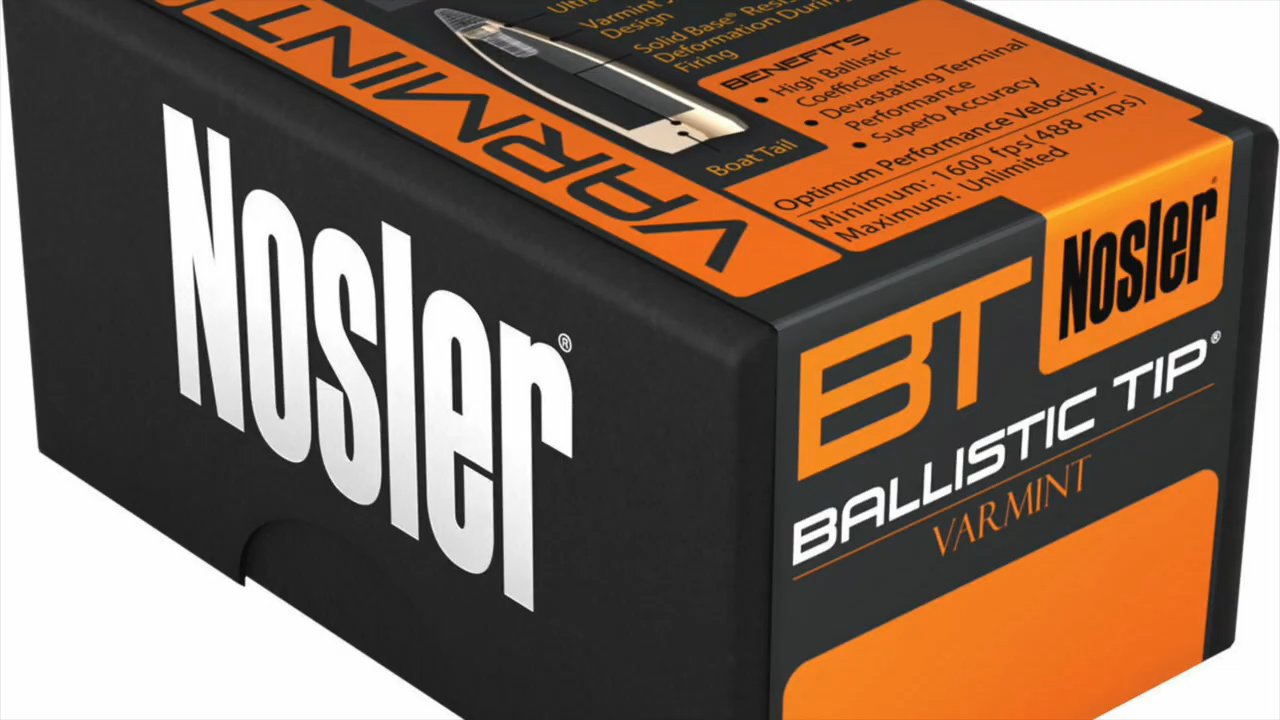 VARMINT
Varmint
Design
Solid Base®
Deformation During
Firing
Boat Tail
BENEFITS
• High Ballistic
Coefficient
• Devastating Terminal
Performance
• Superb Accuracy
Optimum Performance Velocity:
Minimum: 1600 fps (488 mps)
Maximum: Unlimited
Nosler®
BT
Nosler
BALLISTIC TIP®
VARMINT